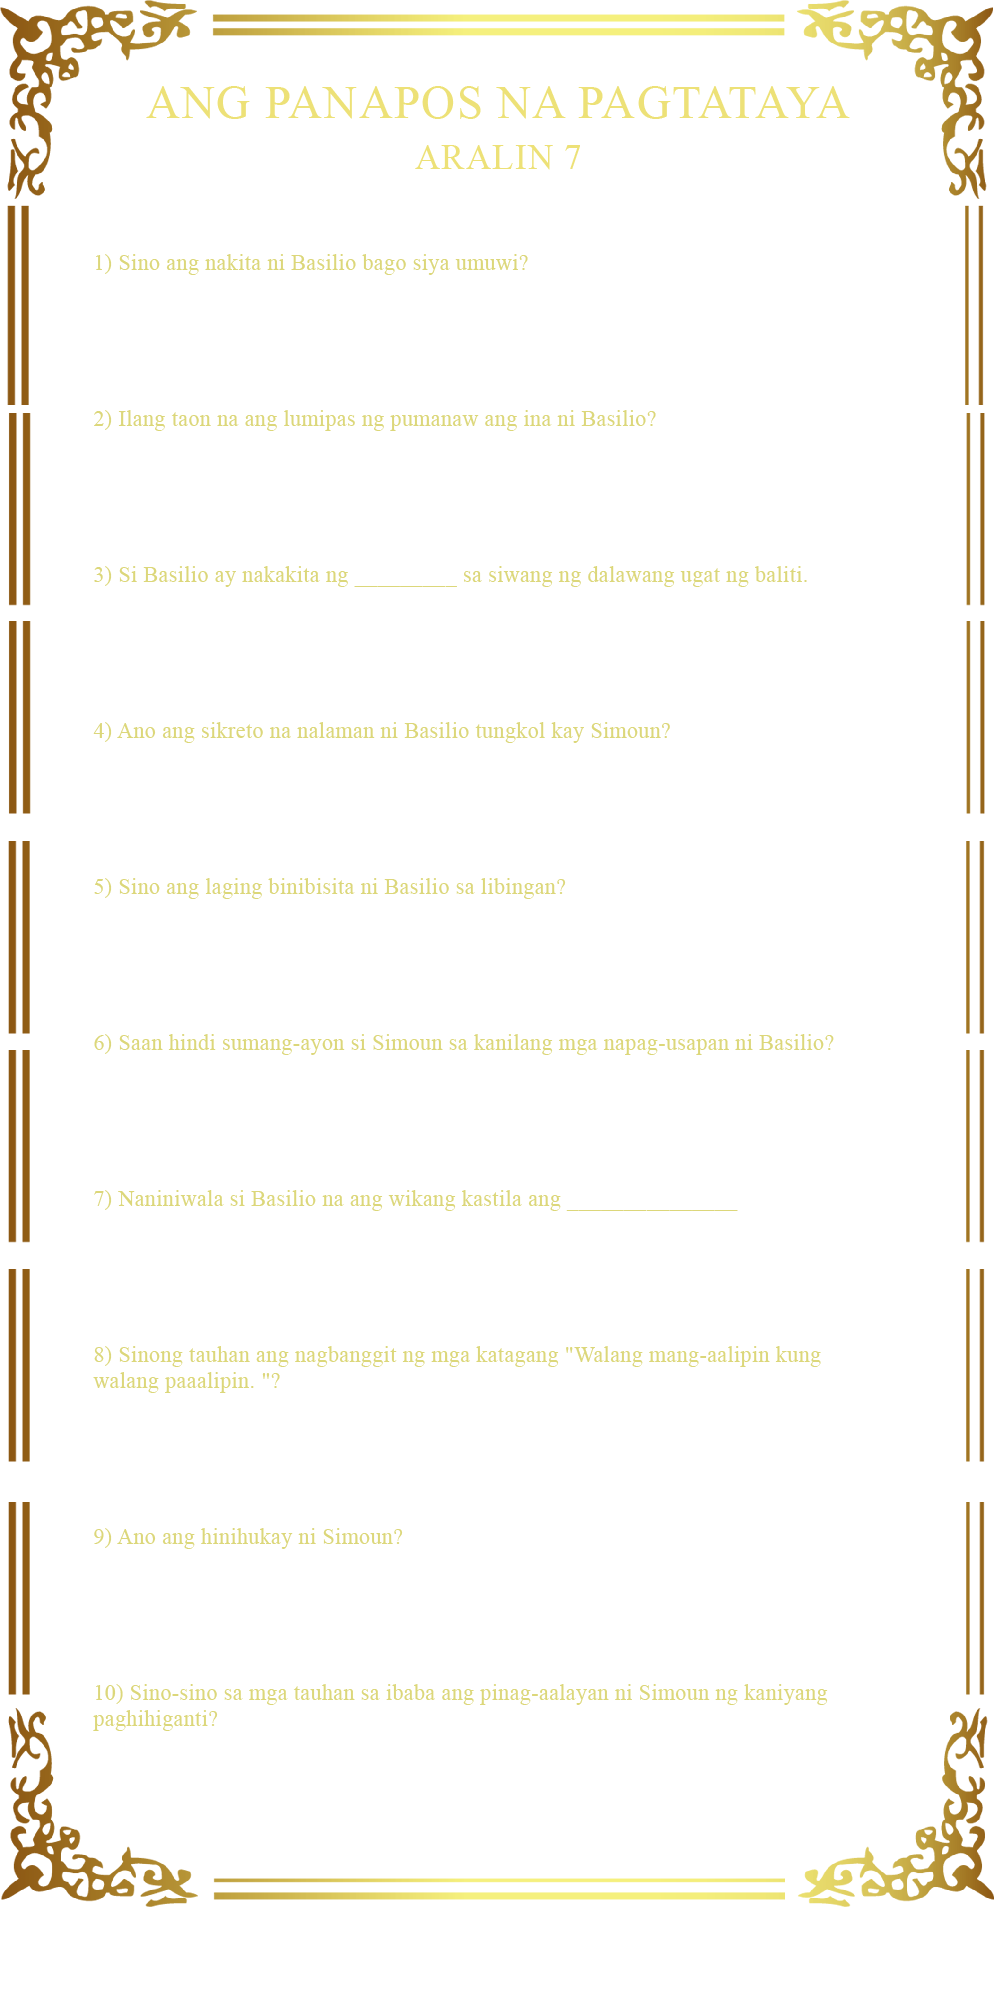 ANG PANAPOS NA PAGTATAYA
ARALIN 7
1) Sino ang nakita ni Basilio bago siya umuwi?
2) Ilang taon na ang lumipas ng pumanaw ang ina ni Basilio?
3) Si Basilio ay nakakita ng _________ sa siwang ng dalawang ugat ng baliti.
4) Ano ang sikreto na nalaman ni Basilio tungkol kay Simoun?
5) Sino ang laging binibisita ni Basilio sa libingan?
6) Saan hindi sumang-ayon si Simoun sa kanilang mga napag-usapan ni Basilio?
7) Naniniwala si Basilio na ang wikang kastila ang _______________
8) Sinong tauhan ang nagbanggit ng mga katagang "Walang mang-aalipin kung
walang paaalipin. "?
9) Ano ang hinihukay ni Simoun?
10) Sino-sino sa mga tauhan sa ibaba ang pinag-aalayan ni Simoun ng kaniyang
paghihiganti?